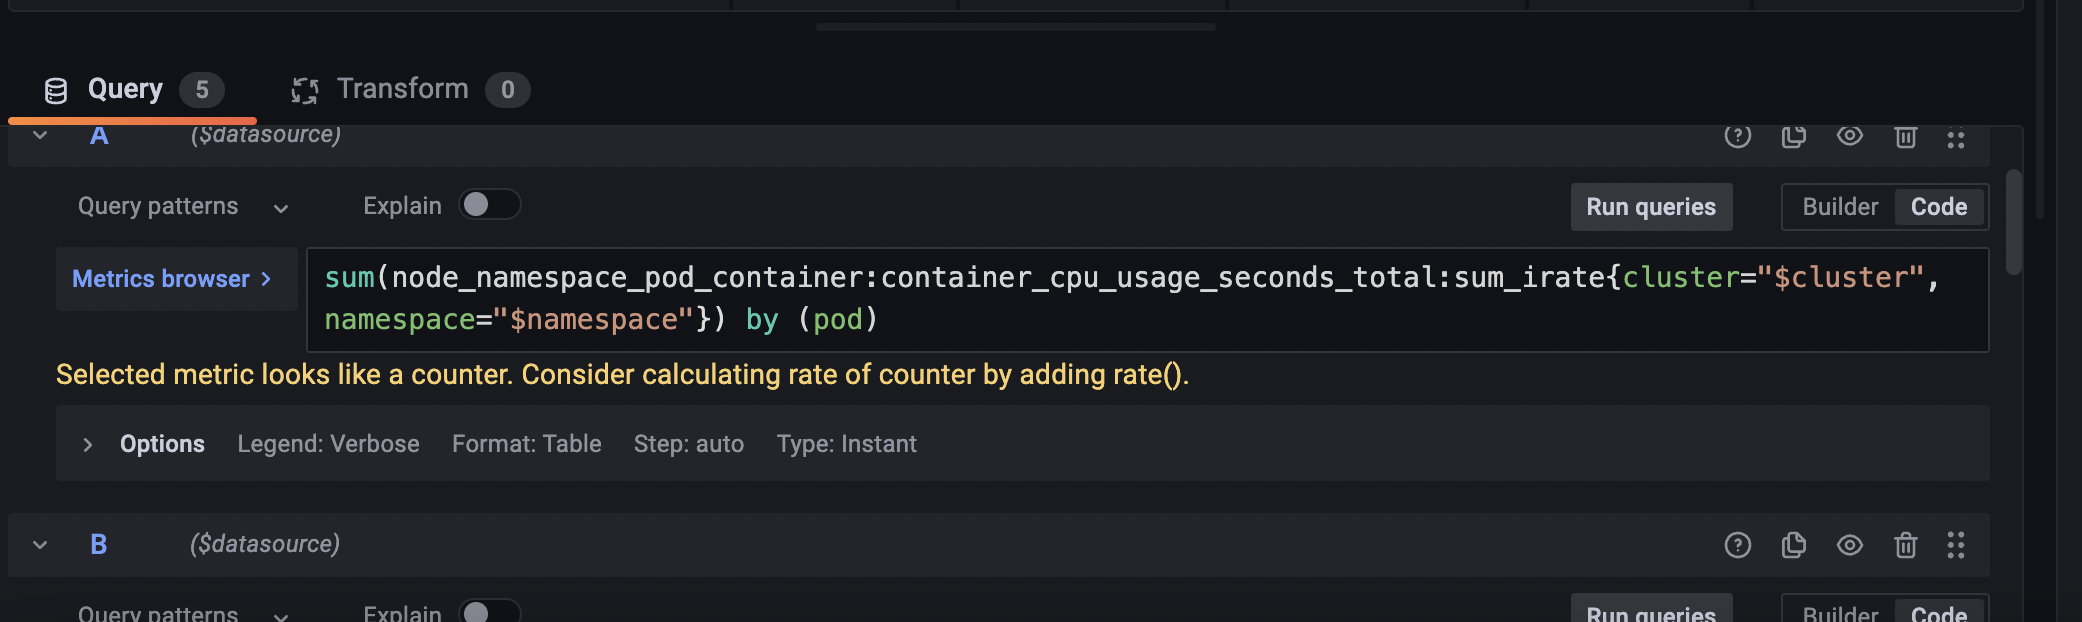 Query 5 Transform 0
A ($datasource)
Query patterns Explain Run queries Builder Code
Metrics browser > sum(node_namespace_pod_container:container_cpu_usage_seconds_total:sum_irate{cluster="$cluster",
namespace="$namespace"}) by (pod)
Selected metric looks like a counter. Consider calculating rate of counter by adding rate().
> Options Legend: Verbose Format: Table Step: auto Type: Instant
B ($datasource)
Query patterns Explain Run queries Builder Code